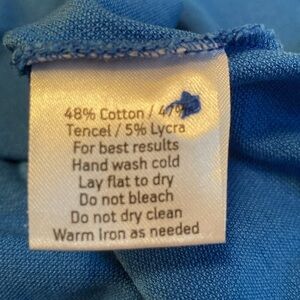 48% Cotton / 47%
Tencel / 5% Lycra
For best results
Hand wash cold
Lay flat to dry
Do not bleach
Do not dry clean
Warm Iron as needed